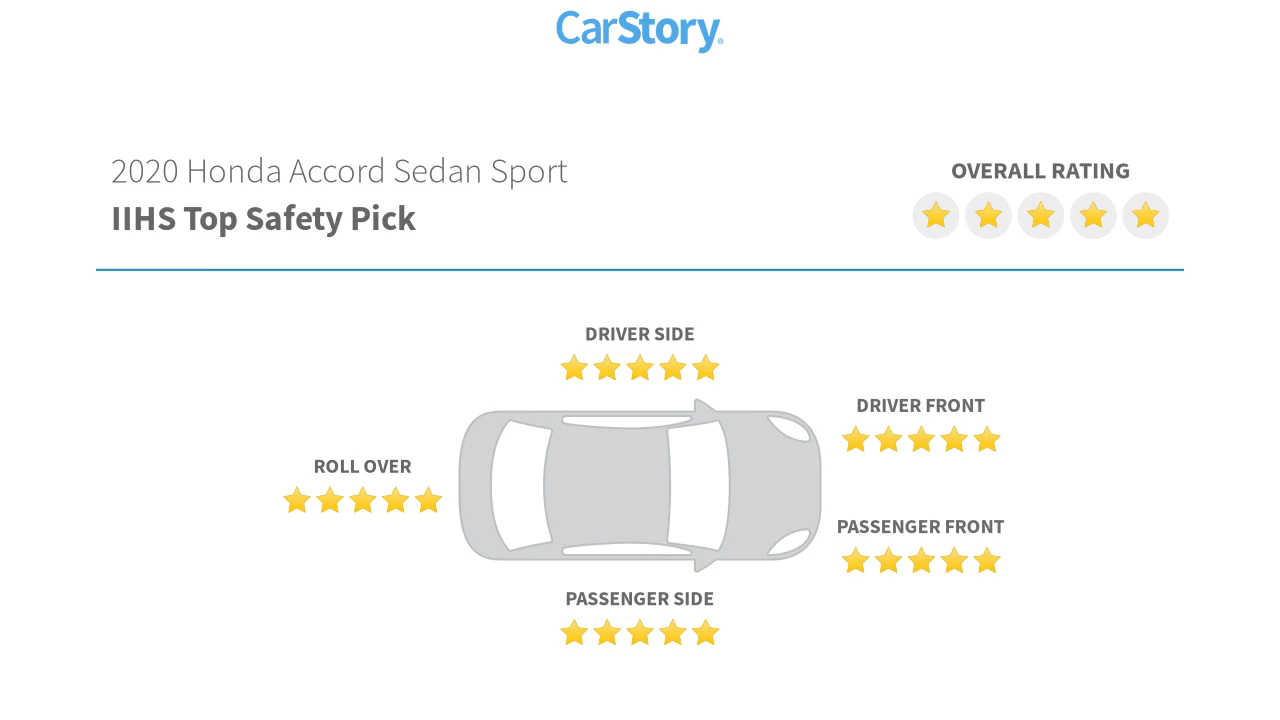 CarStory®
2020 Honda Accord Sedan Sport
IIHS Top Safety Pick
OVERALL RATING
DRIVER SIDE
DRIVER FRONT
ROLL OVER
PASSENGER FRONT
PASSENGER SIDE